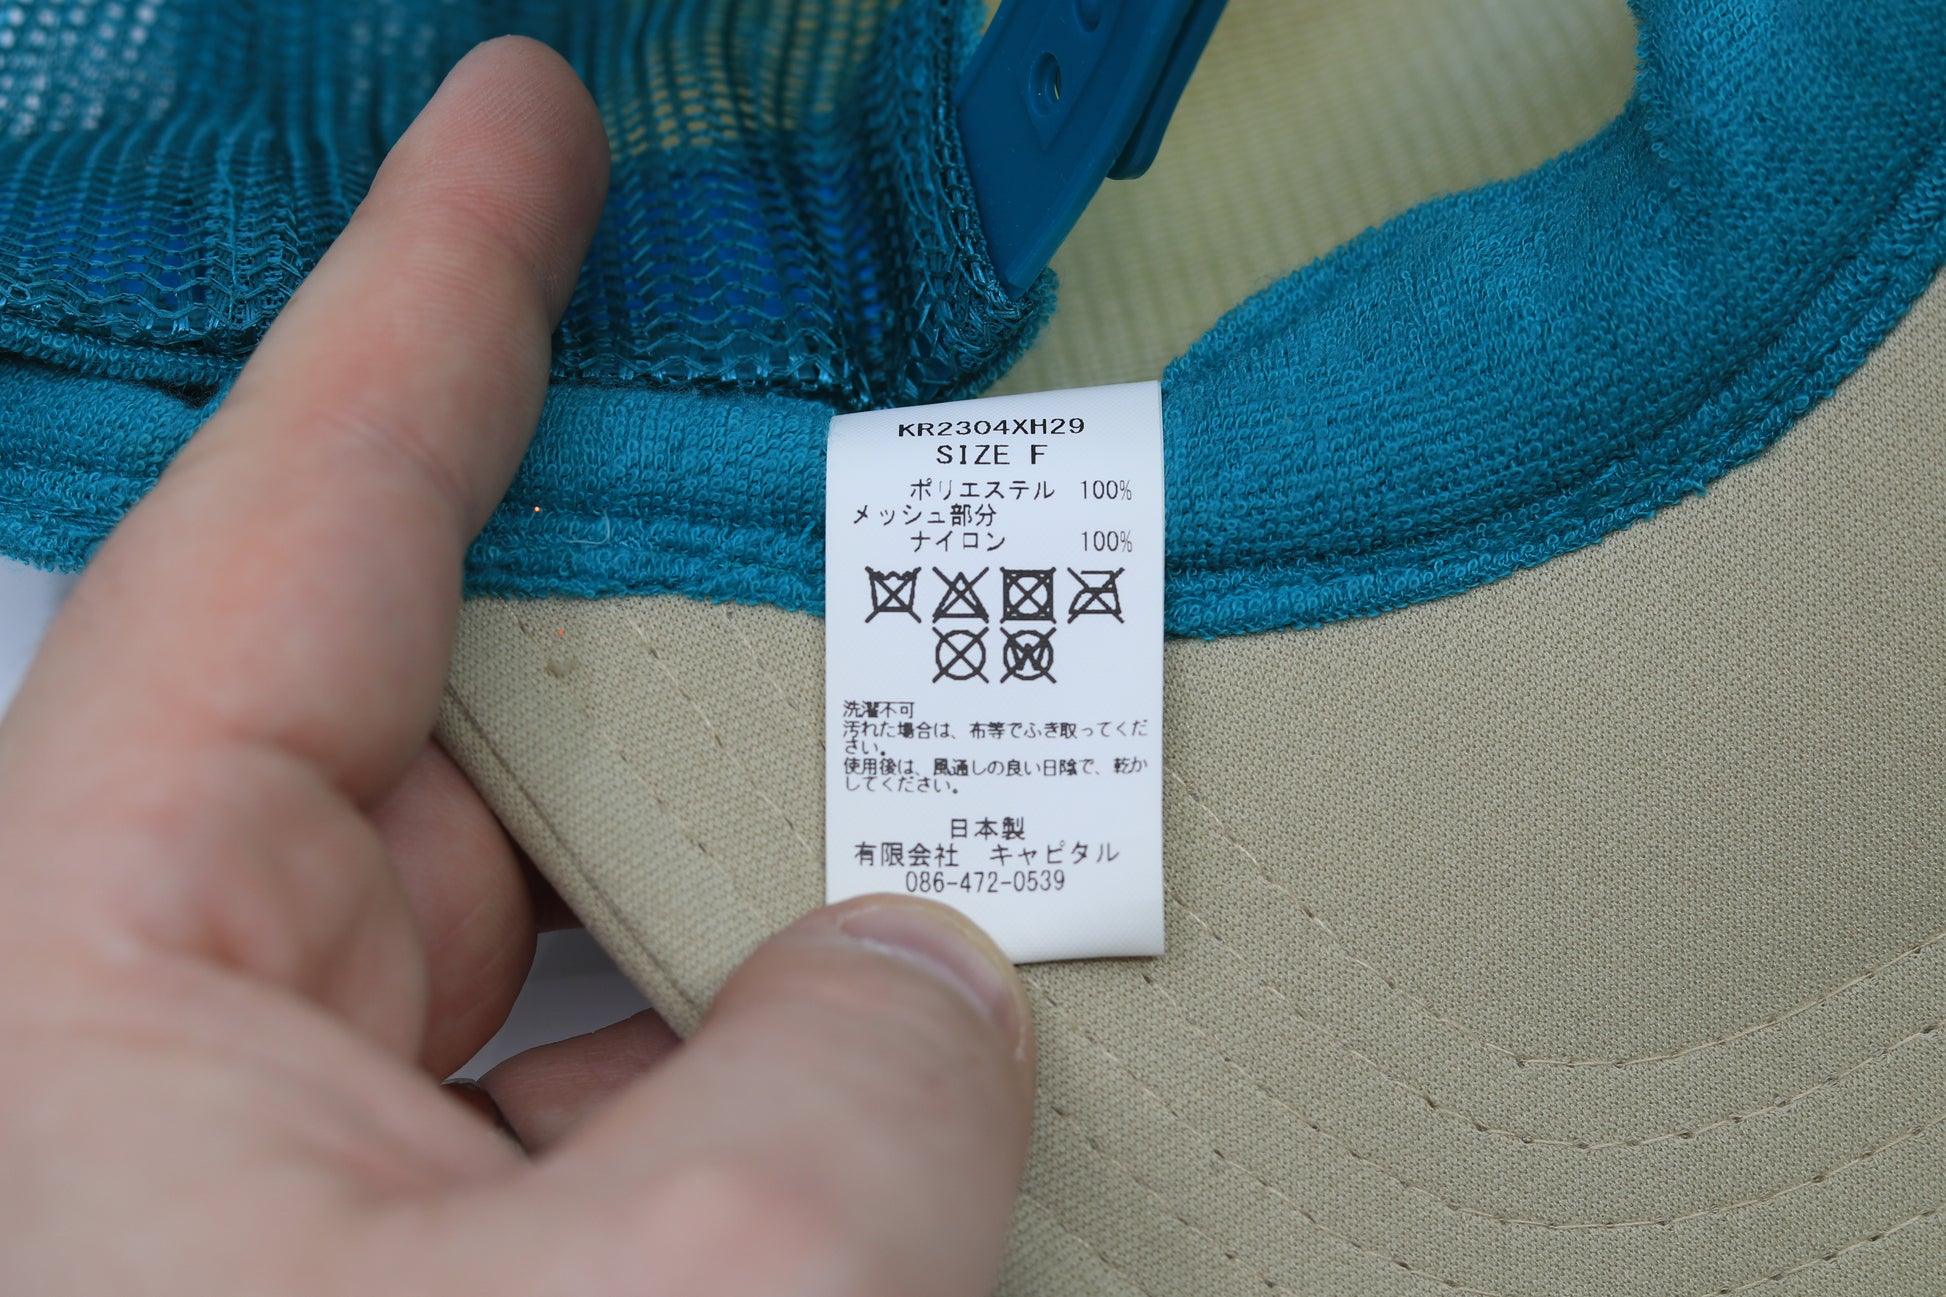 KR2304XH29
SIZE F
ポリエステル 100%
メッシュ部分
ナイロン 100%
W
洗濯不可
汚れた場合は、布等でふき取ってくだ
さい。
使用後は、風通しの良い日陰で、乾か
してください。
日本製
有限会社 キャピタル
086-472-0539